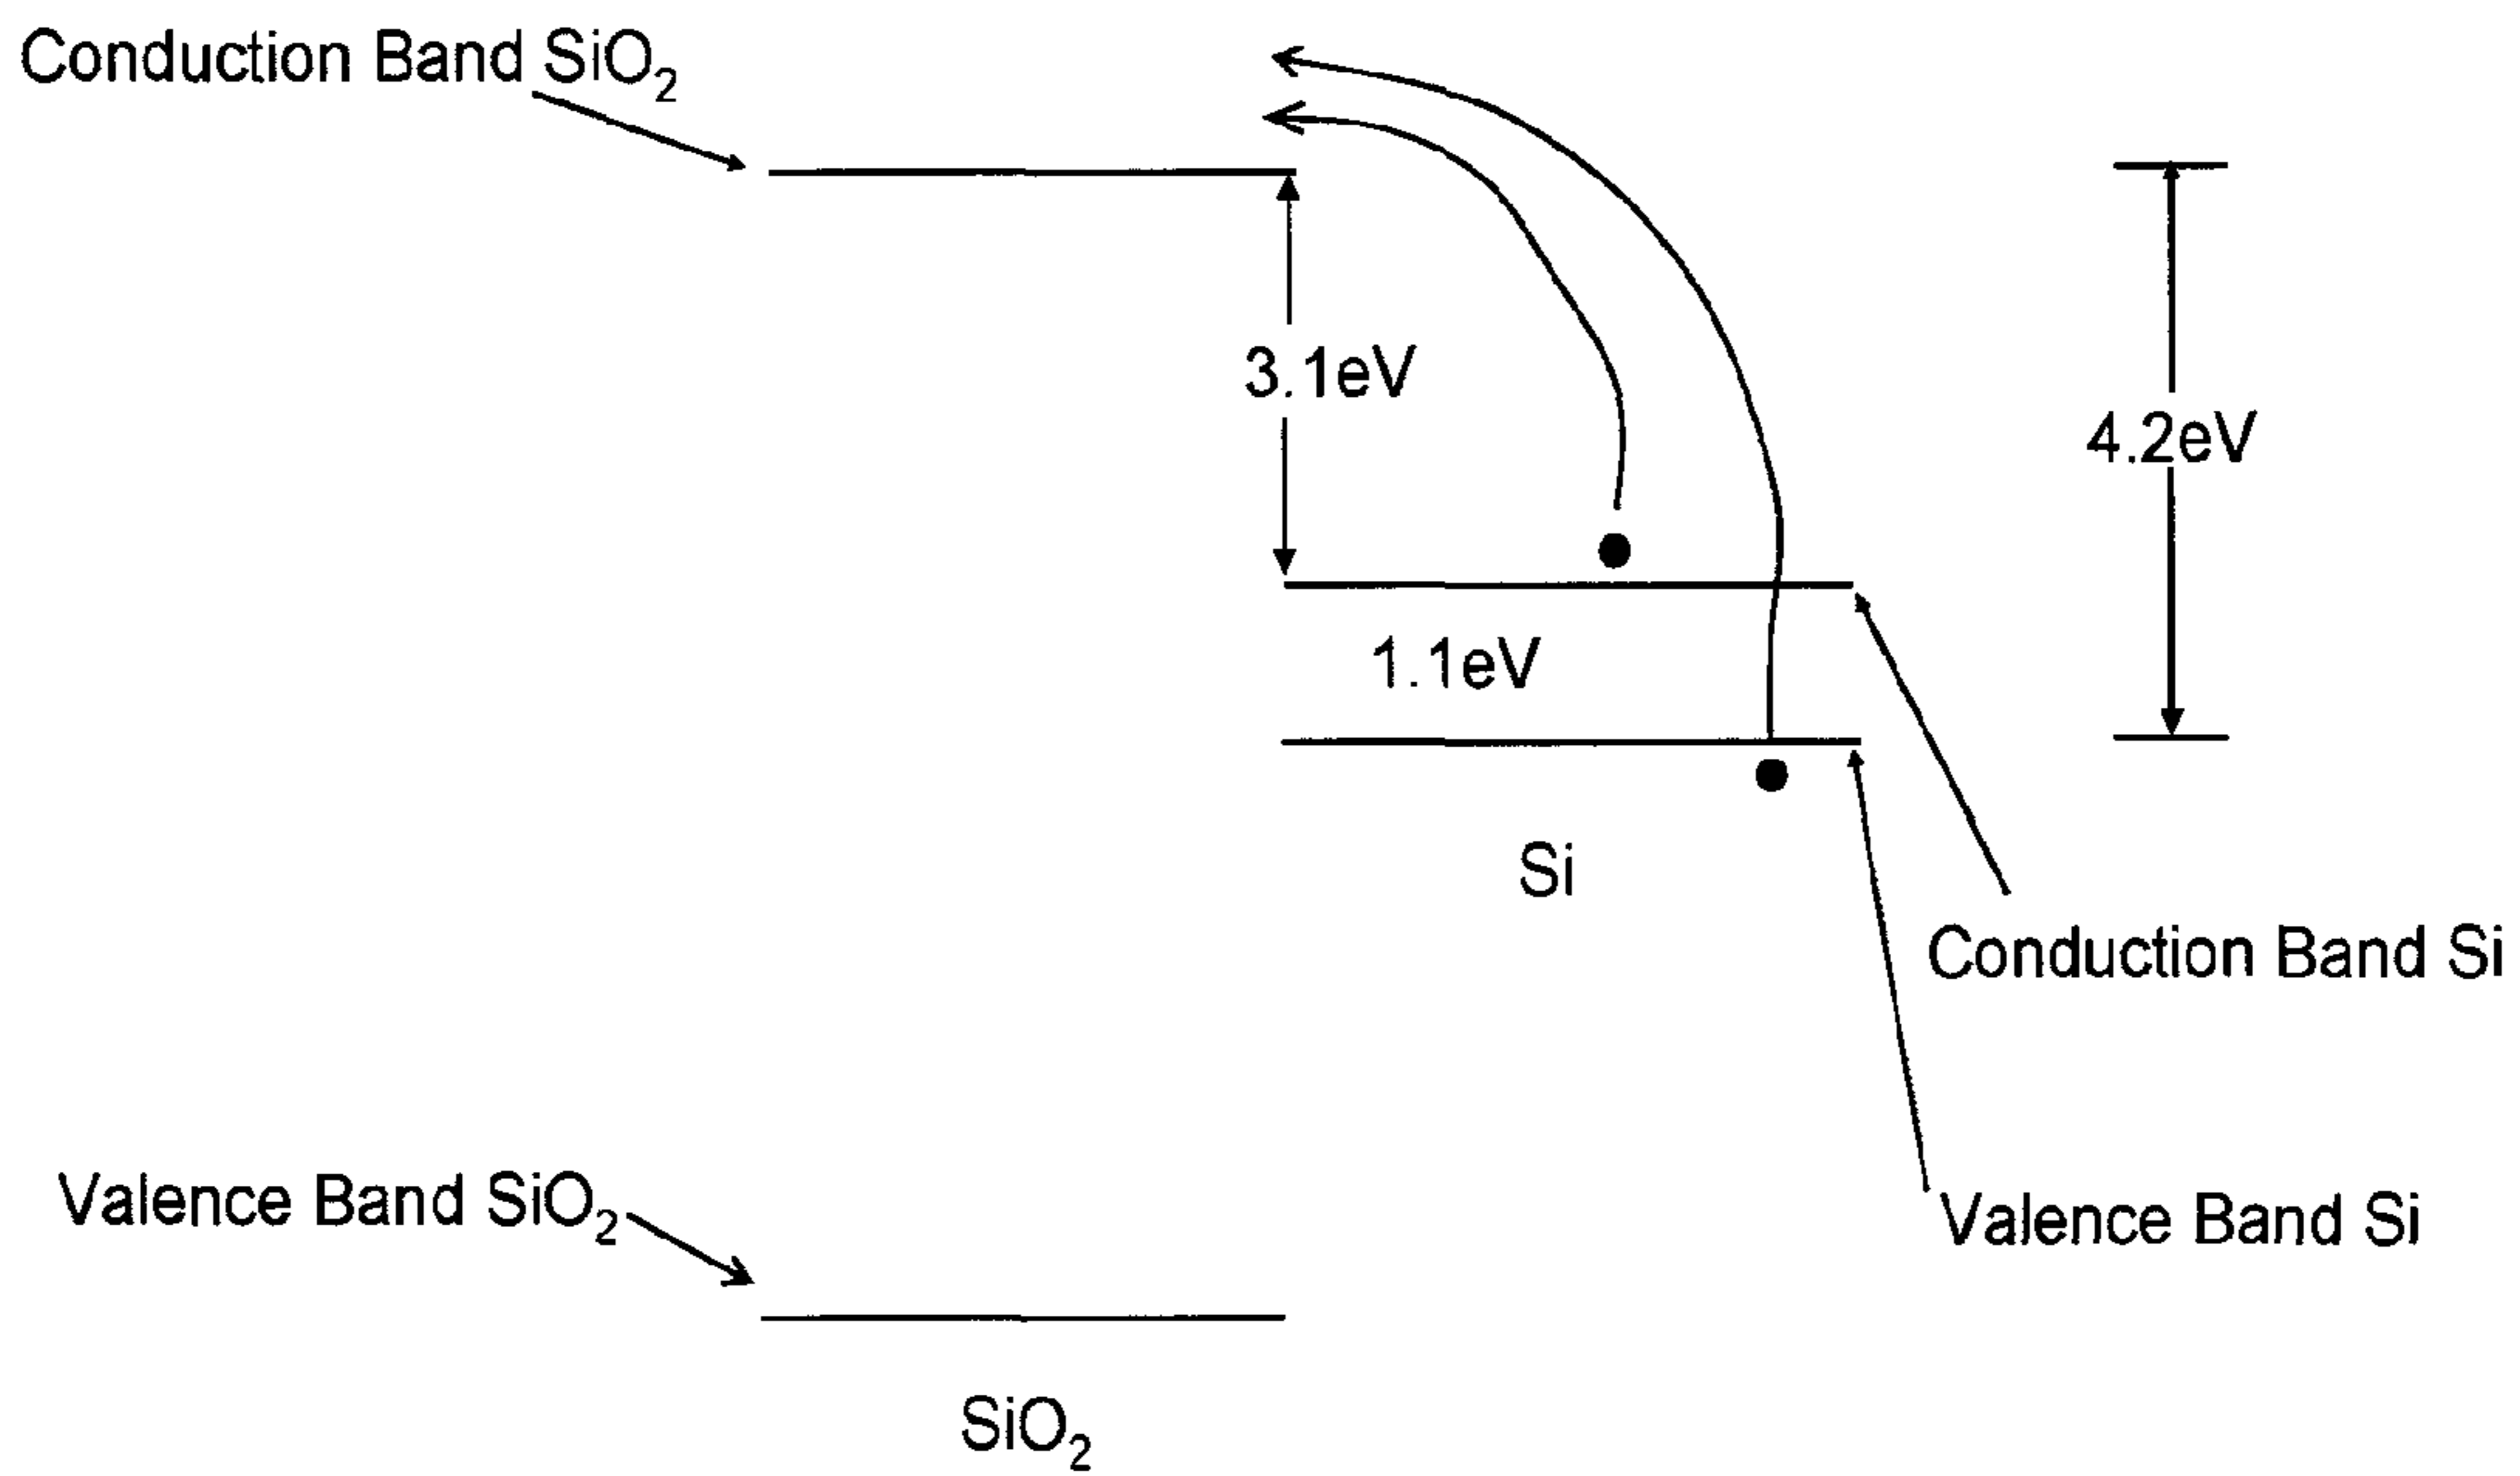 Conduction Band SiO₂
3.1eV
4.2eV
1.1eV
Si
Conduction Band Si
Valence Band SiO₂
Valence Band Si
SiO₂